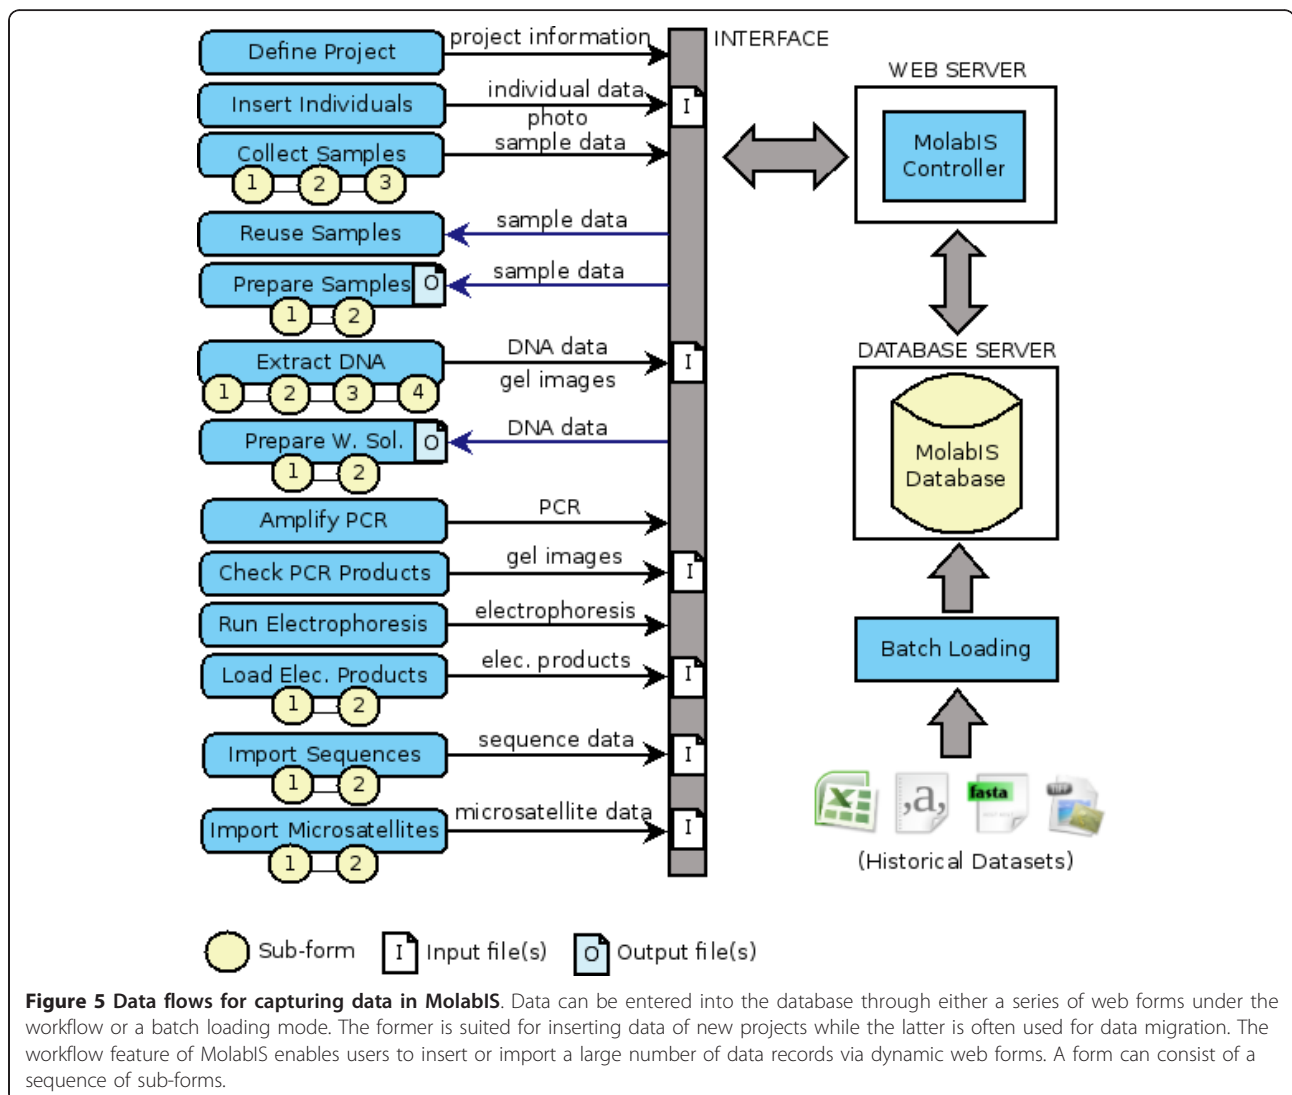 Define Project
project information
INTERFACE
WEB SERVER
Insert Individuals
individual data
photo
I
MolabIS
Controller
Collect Samples
sample data
1 2 3
Reuse Samples
sample data
Prepare Samples
O
sample data
1 2
DATABASE SERVER
Extract DNA
DNA data
gel images
I
1 2 3 4
Prepare W. Sol.
O
DNA data
1 2
MolabIS
Database
Amplify PCR
PCR
Check PCR Products
gel images
I
Run Electrophoresis
electrophoresis
Batch Loading
Load Elec. Products
elec. products
I
1 2
Import Sequences
sequence data
I
1 2
,a,
fasta
TIFF
Import Microsatellites
microsatellite data
I
1 2
(Historical Datasets)
Sub-form
I Input file(s)
O Output file(s)
Figure 5 Data flows for capturing data in MolabIS. Data can be entered into the database through either a series of web forms under the
workflow or a batch loading mode. The former is suited for inserting data of new projects while the latter is often used for data migration. The
workflow feature of MolabIS enables users to insert or import a large number of data records via dynamic web forms. A form can consist of a
sequence of sub-forms.